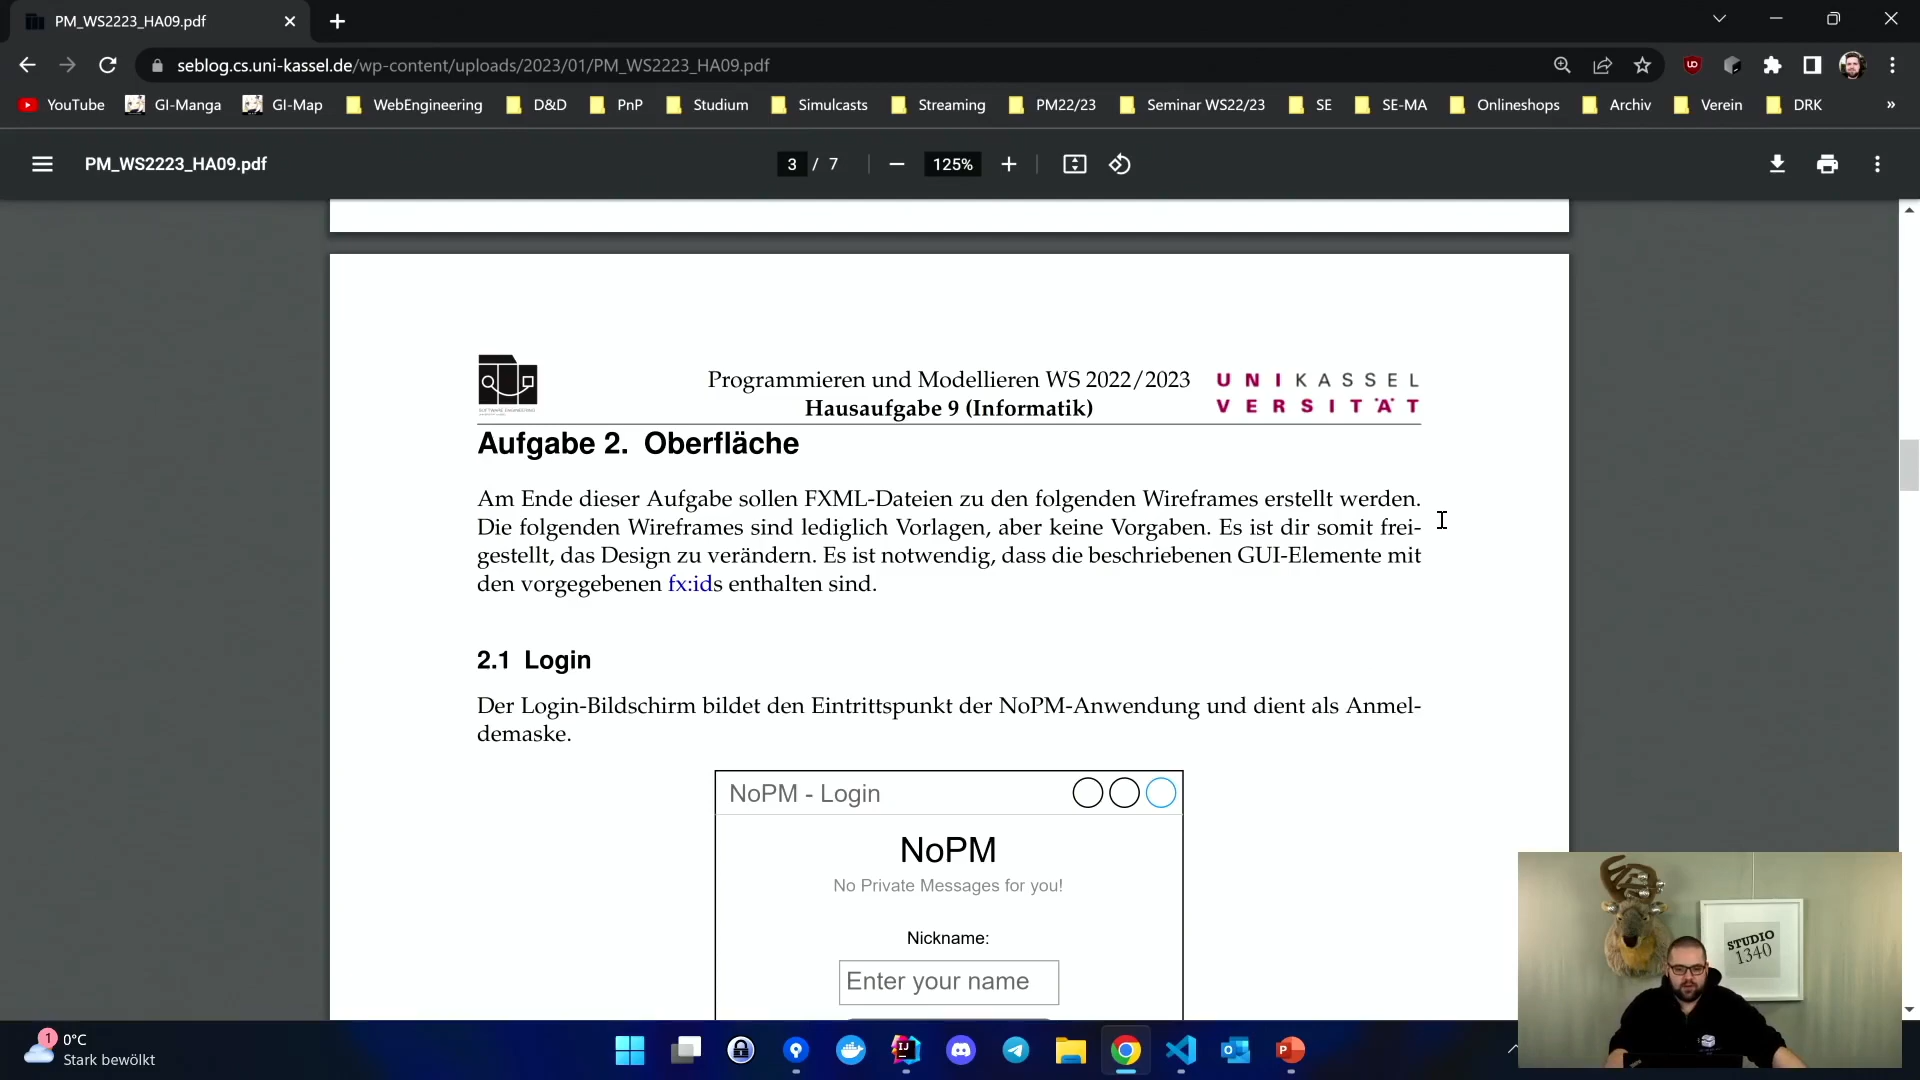 PM_WS2223_HA09.pdf
seblog.cs.uni-kassel.de/wp-content/uploads/2023/01/PM_WS2223_HA09.pdf
YouTube GI-Manga GI-Map WebEngineering D&D PnP Studium Simulcasts Streaming PM22/23 Seminar WS22/23 SE SE-MA Onlineshops Archiv Verein DRK »
PM_WS2223_HA09.pdf 3 / 7 125%
Programmieren und Modellieren WS 2022/2023
Hausaufgabe 9 (Informatik)
UNIKASSEL
VERSITÄT
Aufgabe 2. Oberfläche
Am Ende dieser Aufgabe sollen FXML-Dateien zu den folgenden Wireframes erstellt werden.
Die folgenden Wireframes sind lediglich Vorlagen, aber keine Vorgaben. Es ist dir somit frei-
gestellt, das Design zu verändern. Es ist notwendig, dass die beschriebenen GUI-Elemente mit
den vorgegebenen fx:ids enthalten sind.
2.1 Login
Der Login-Bildschirm bildet den Eintrittspunkt der NoPM-Anwendung und dient als Anmel-
demaske.
NoPM - Login
NoPM
No Private Messages for you!
Nickname:
Enter your name
STUDIO
1340
1
0°C
Stark bewölkt